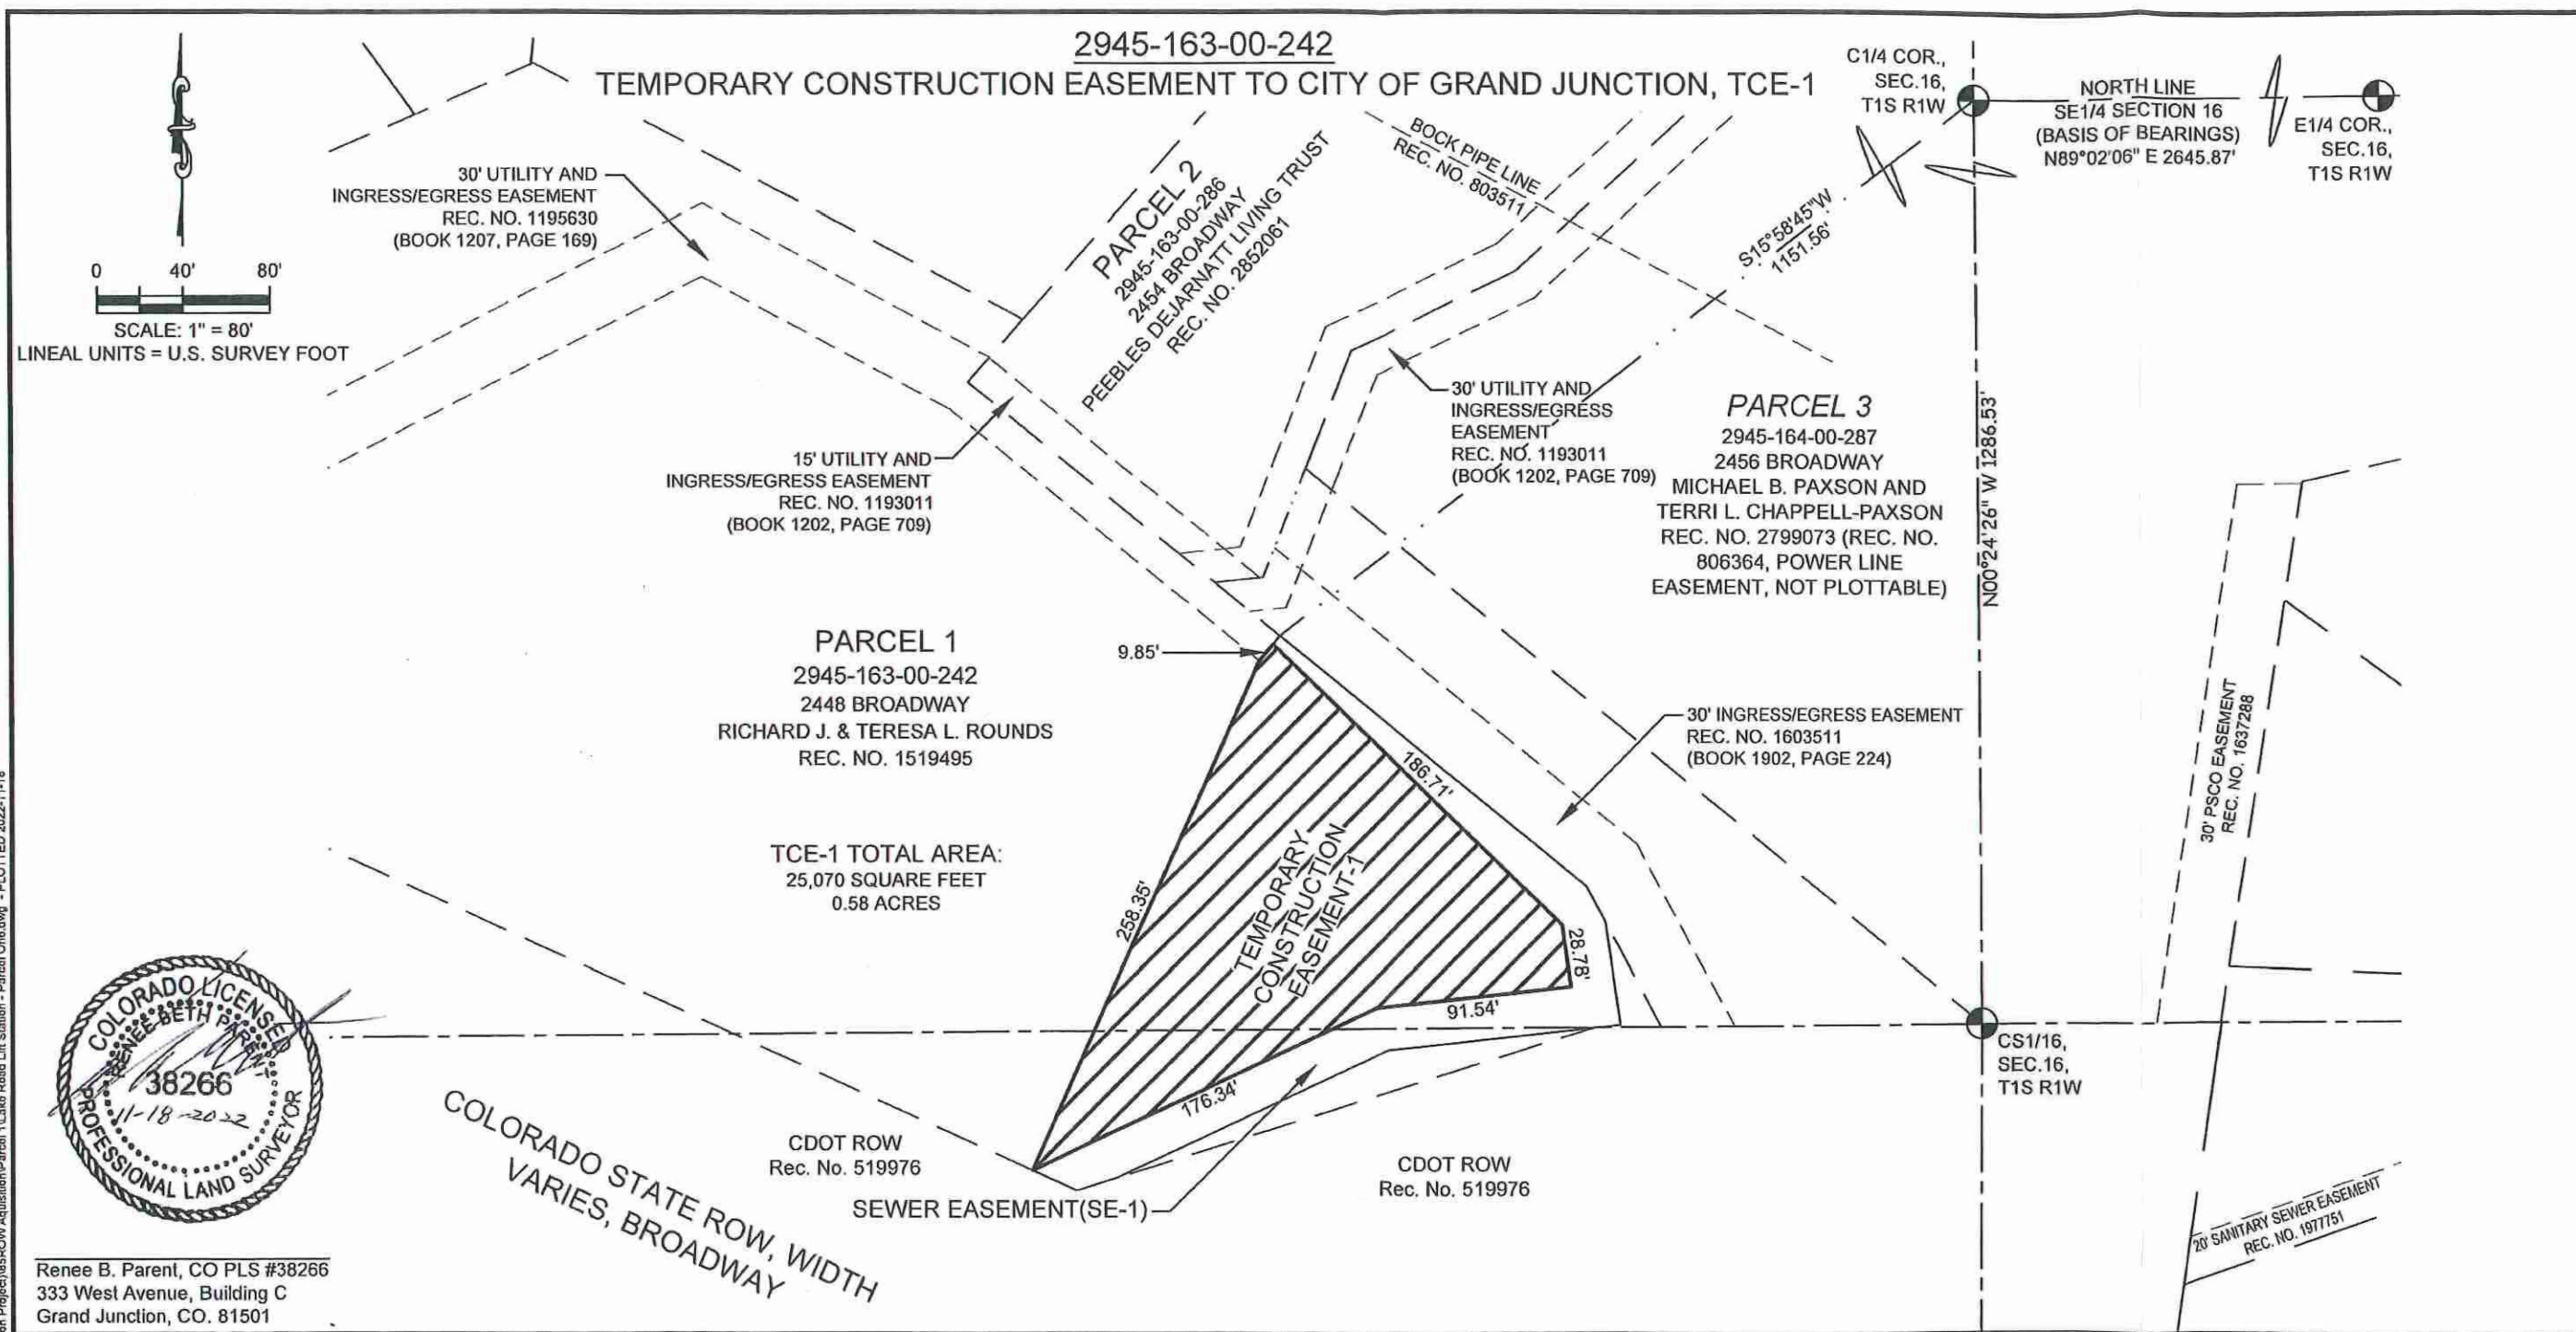 2945-163-00-242
TEMPORARY CONSTRUCTION EASEMENT TO CITY OF GRAND JUNCTION, TCE-1
0 40' 80'
SCALE: 1" = 80'
LINEAL UNITS = U.S. SURVEY FOOT
30' UTILITY AND
INGRESS/EGRESS EASEMENT
REC. NO. 1195630
(BOOK 1207, PAGE 169)
PARCEL 2
2945-163-00-286
2454 BROADWAY
PEEBLES DEJARNATT LIVING TRUST
REC. NO. 2852061
BOCK PIPE LINE
REC. NO. 803511
C1/4 COR.,
SEC.16,
T1S R1W
NORTH LINE
SE1/4 SECTION 16
(BASIS OF BEARINGS)
N89°02'06" E 2645.87'
E1/4 COR.,
SEC.16,
T1S R1W
S15°58'45"W
1151.56'
15' UTILITY AND
INGRESS/EGRESS EASEMENT
REC. NO. 1193011
(BOOK 1202, PAGE 709)
30' UTILITY AND
INGRESS/EGRESS
EASEMENT
REC. NO. 1193011
(BOOK 1202, PAGE 709)
PARCEL 3
2945-164-00-287
2456 BROADWAY
MICHAEL B. PAXSON AND
TERRI L. CHAPPELL-PAXSON
REC. NO. 2799073 (REC. NO.
806364, POWER LINE
EASEMENT, NOT PLOTTABLE)
N00°24'26" W 1286.53'
PARCEL 1
2945-163-00-242
2448 BROADWAY
RICHARD J. & TERESA L. ROUNDS
REC. NO. 1519495
9.85'
30' INGRESS/EGRESS EASEMENT
REC. NO. 1603511
(BOOK 1902, PAGE 224)
30' PSCO EASEMENT
REC. NO. 1637288
TCE-1 TOTAL AREA:
25,070 SQUARE FEET
0.58 ACRES
258.35'
186.71'
TEMPORARY
CONSTRUCTION
EASEMENT-1
28.78'
91.54'
176.34'
CS1/16,
SEC.16,
T1S R1W
COLORADO STATE ROW, WIDTH
VARIES, BROADWAY
CDOT ROW
Rec. No. 519976
SEWER EASEMENT(SE-1)
CDOT ROW
Rec. No. 519976
20' SANITARY SEWER EASEMENT
REC. NO. 1977751
COLORADO LICENSED
RENEE BETH PARENT
38266
11-18-2022
PROFESSIONAL LAND SURVEYOR
Renee B. Parent, CO PLS #38266
333 West Avenue, Building C
Grand Junction, CO. 81501